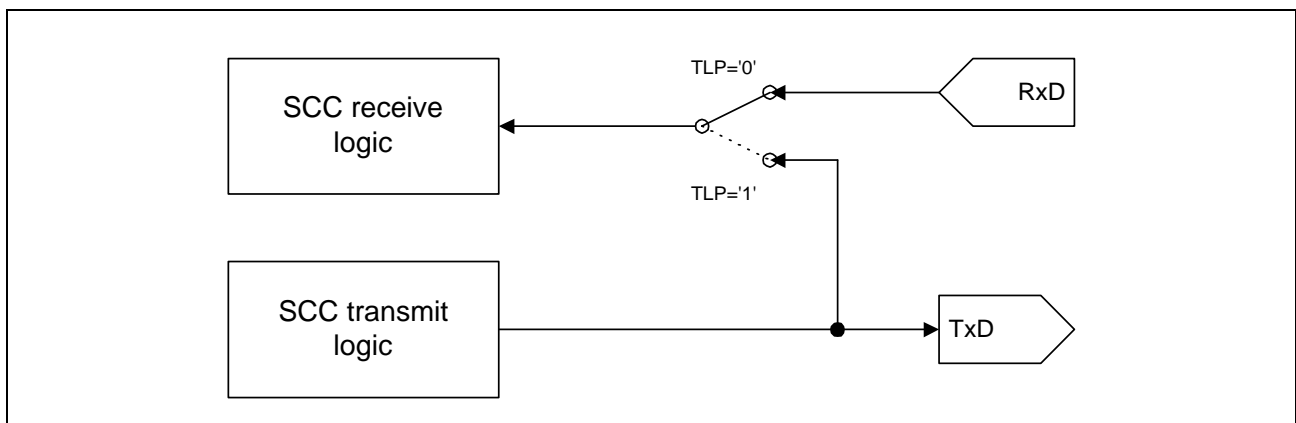 SCC receive
logic
TLP='0'
RxD
TLP='1'
SCC transmit
logic
TxD